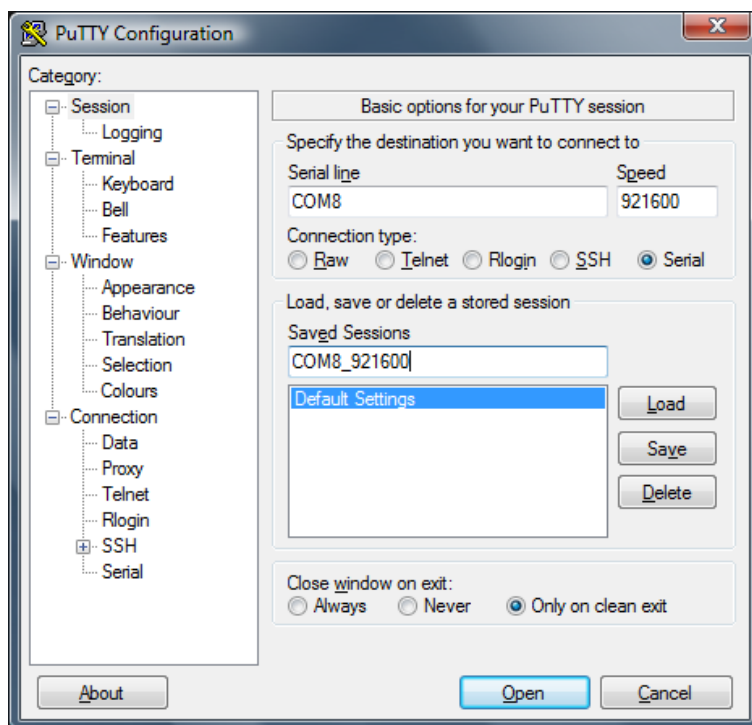 PuTTY Configuration
Category:
Session
Logging
Terminal
Keyboard
Bell
Features
Window
Appearance
Behaviour
Translation
Selection
Colours
Connection
Data
Proxy
Telnet
Rlogin
SSH
Serial
Basic options for your PuTTY session
Specify the destination you want to connect to
Serial line Speed
COM8 921600
Connection type:
Raw Telnet Rlogin SSH Serial
Load, save or delete a stored session
Saved Sessions
COM8_921600
Default Settings
Load
Save
Delete
Close window on exit:
Always Never Only on clean exit
About Open Cancel